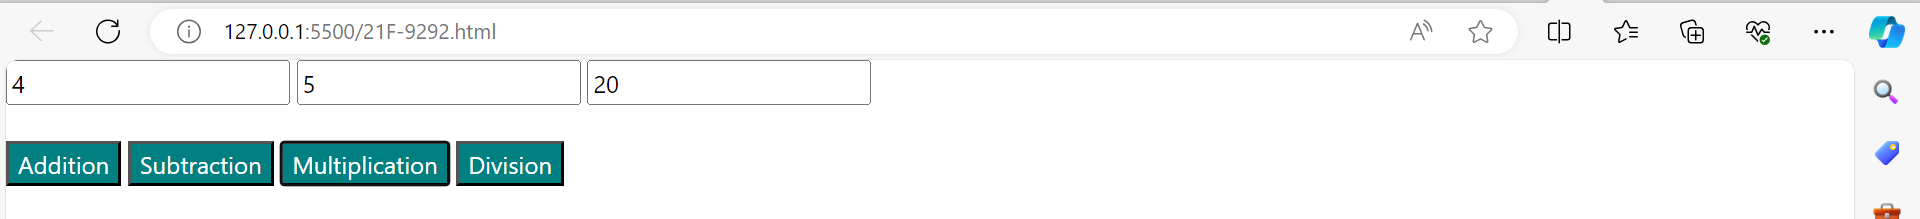 127.0.0.1:5500/21F-9292.html
4 5 20
Addition Subtraction Multiplication Division